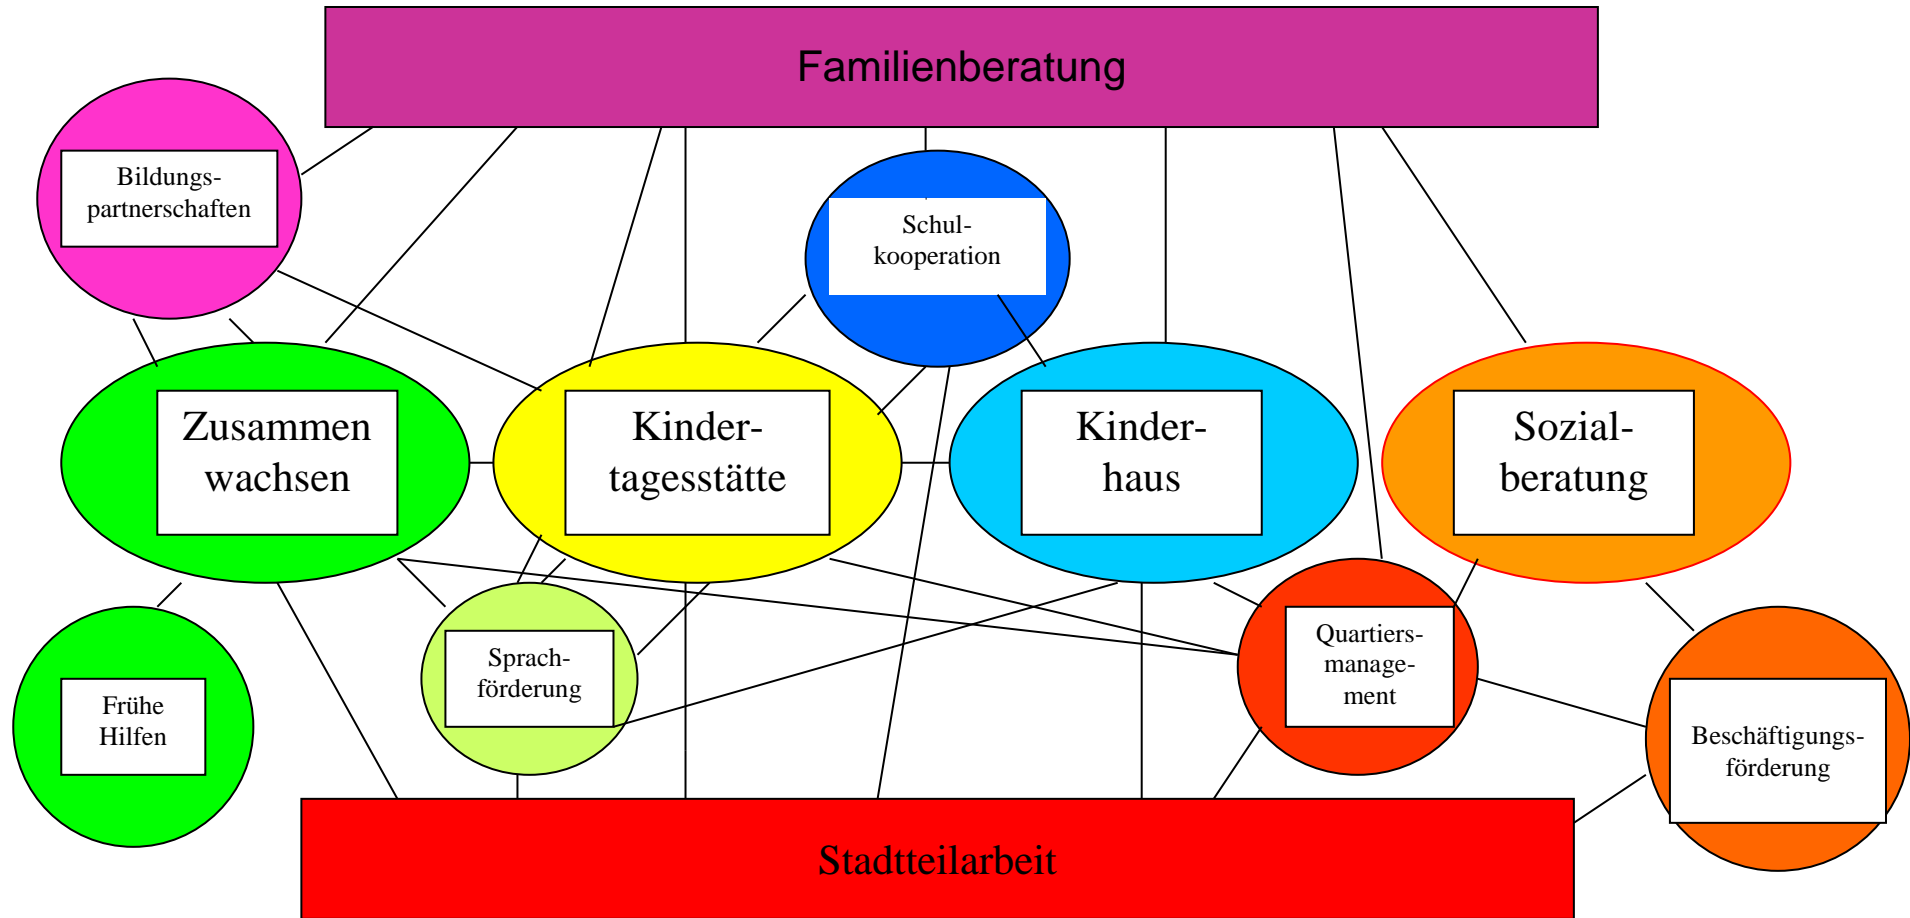 Familienberatung
Bildungs-
partnerschaften
Schul-
kooperation
Zusammen
wachsen
Kinder-
tagesstätte
Kinder-
haus
Sozial-
beratung
Frühe
Hilfen
Sprach-
förderung
Quartiers-
manage-
ment
Beschäftigungs-
förderung
Stadtteilarbeit